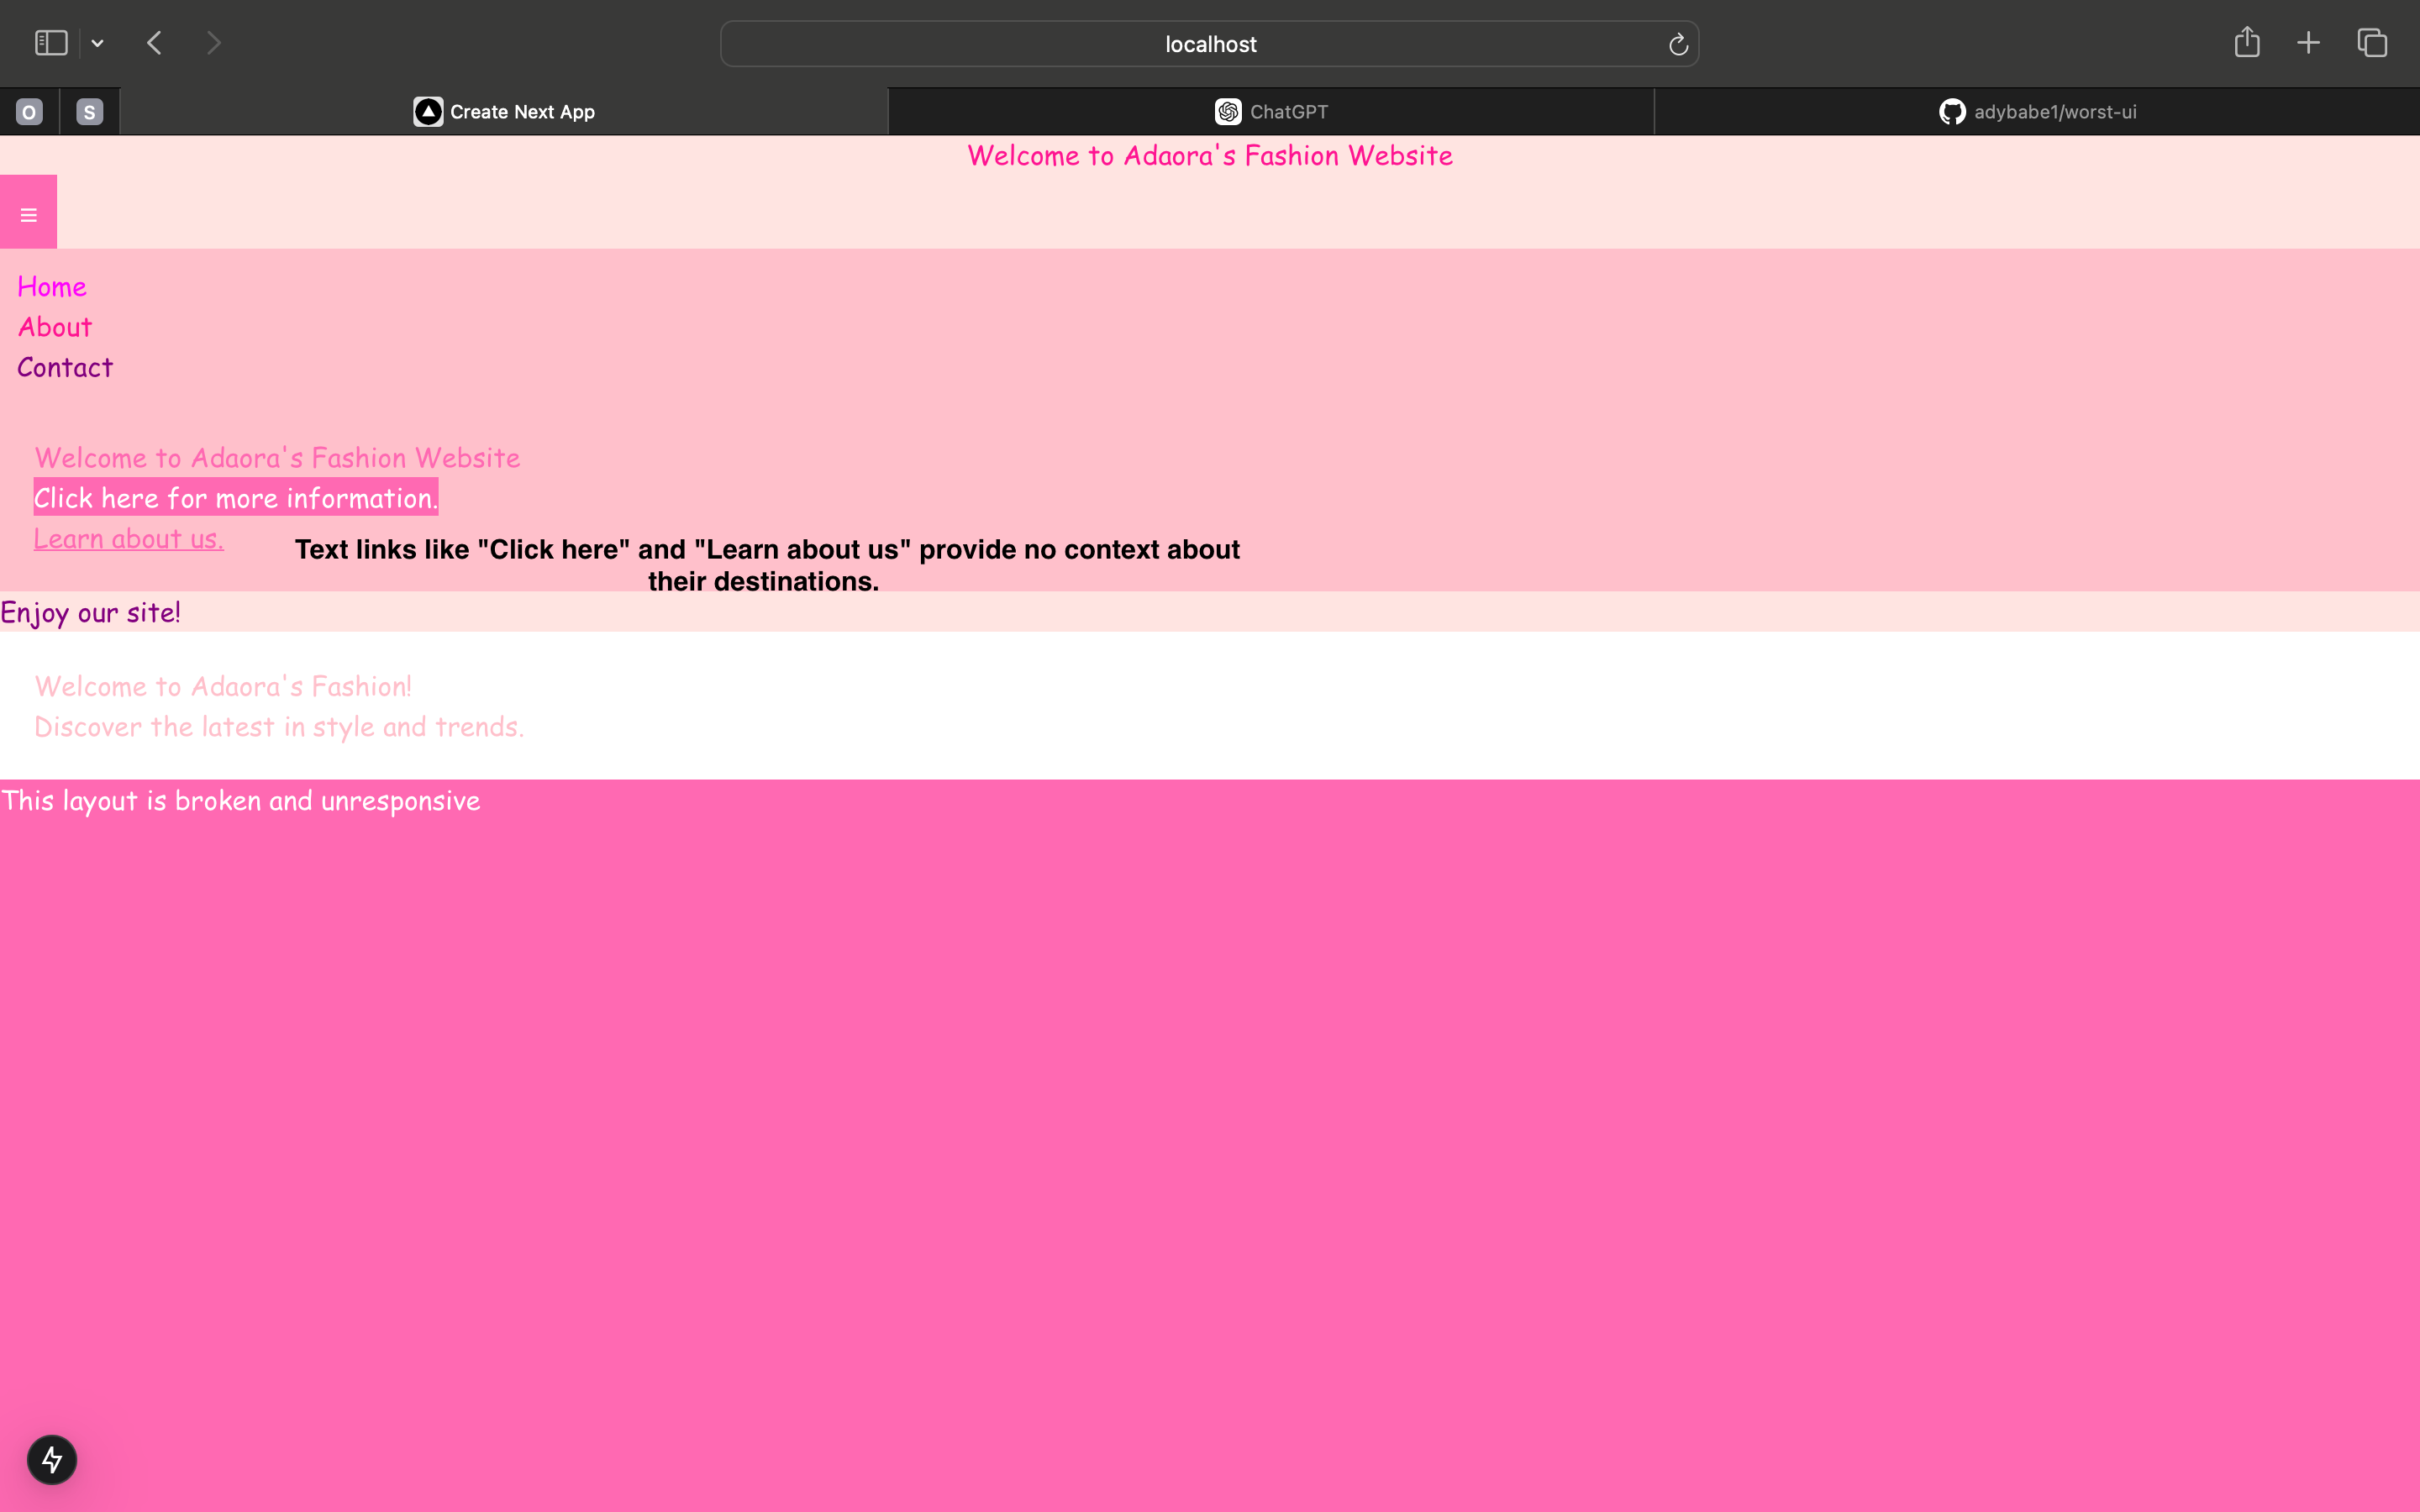 localhost
O
S
Create Next App
ChatGPT
adybabe1/worst-ui
Welcome to Adaora's Fashion Website
Home
About
Contact
Welcome to Adaora's Fashion Website
Click here for more information.
Learn about us.
Text links like "Click here" and "Learn about us" provide no context about
their destinations.
Enjoy our site!
Welcome to Adaora's Fashion!
Discover the latest in style and trends.
This layout is broken and unresponsive